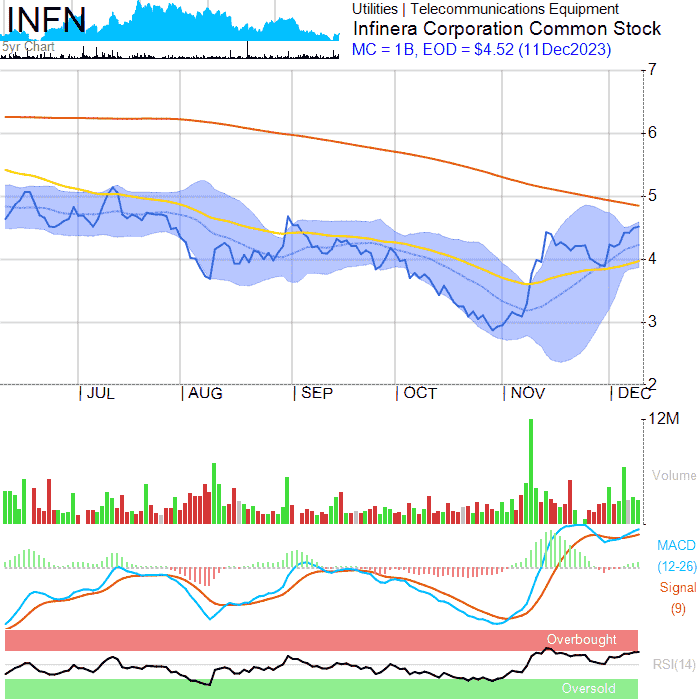 INFN
5yr Chart
Utilities | Telecommunications Equipment
Infinera Corporation Common Stock
MC = 1B, EOD = $4.52 (11Dec2023)
7
6
5
4
3
2
| JUL | AUG | SEP | OCT | NOV | DEC
12M
Volume
MACD
(12-26)
Signal
(9)
Overbought
RSI(14)
Oversold